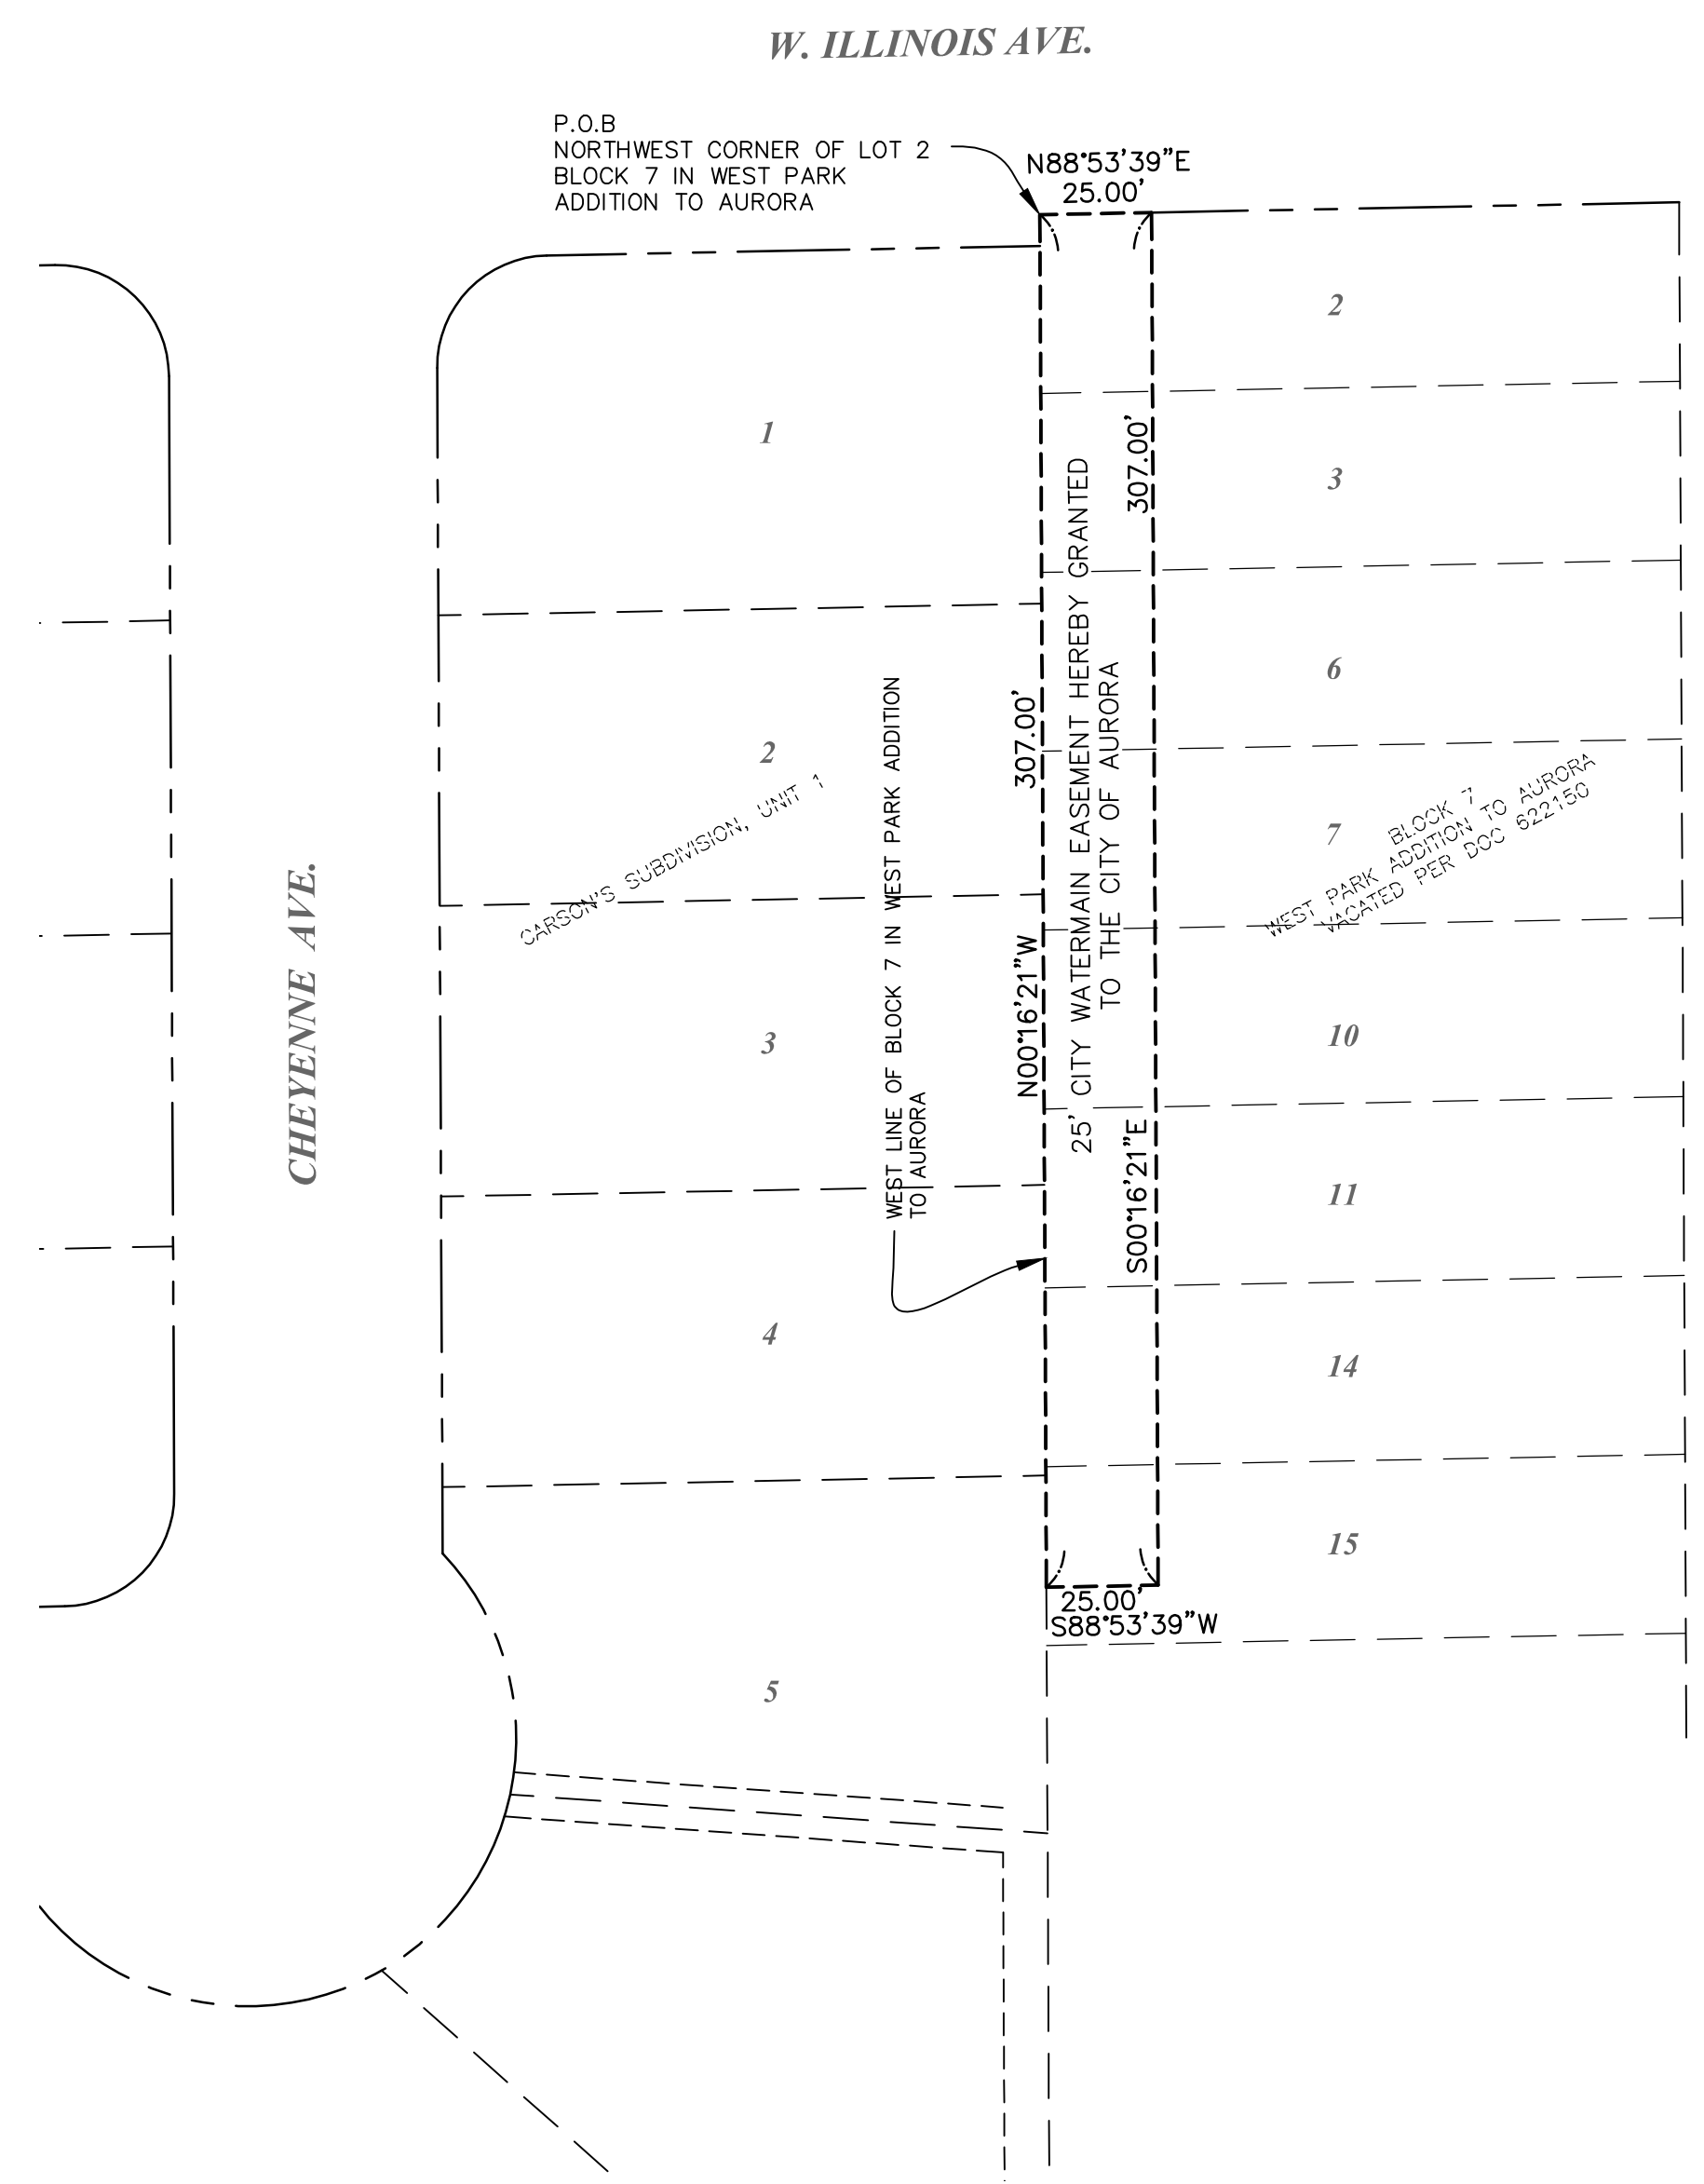 W. ILLINOIS AVE.
P.O.B
NORTHWEST CORNER OF LOT 2
BLOCK 7 IN WEST PARK
ADDITION TO AURORA
N88°53'39"E
25.00'
2
1
307.00'
3
25' CITY WATERMAIN EASEMENT HEREBY GRANTED
TO THE CITY OF AURORA
6
307.00'
2
CARSON'S SUBDIVISION, UNIT 1
WEST LINE OF BLOCK 7 IN WEST PARK ADDITION
TO AURORA
7
BLOCK 7
WEST PARK ADDITION TO AURORA
VACATED PER DOC 622150
CHEYENNE AVE.
N00°16'21"W
3
10
S00°16'21"E
11
4
14
15
25.00'
S88°53'39"W
5